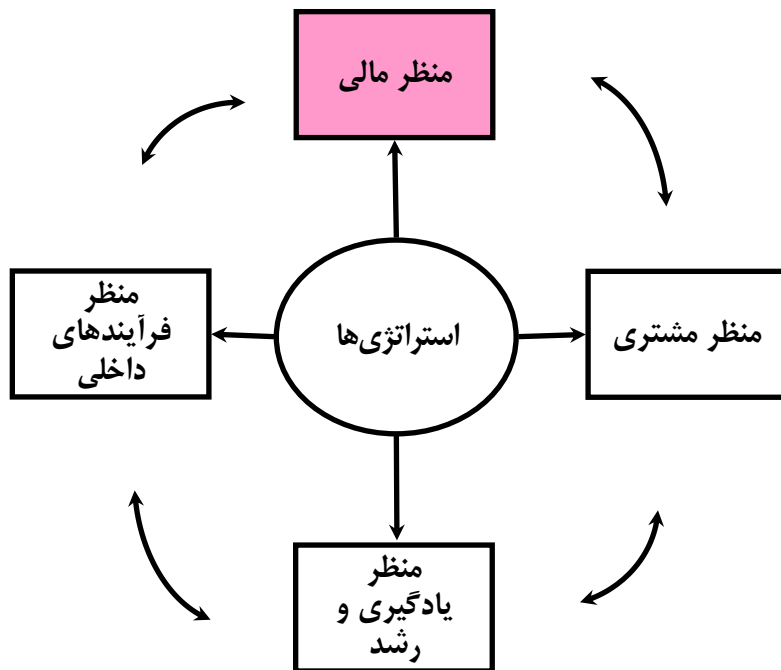 منظر مالی
منظر مشتری
استراتژی‌ها
منظر
فرآیندهای
داخلی
منظر
یادگیری و
رشد